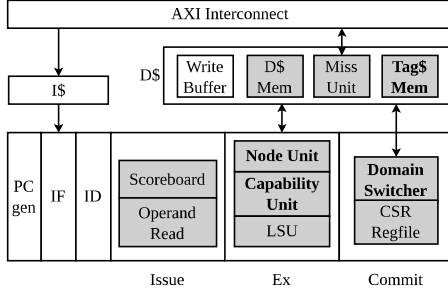 AXI Interconnect
D$
Write
Buffer
D$
Mem
Miss
Unit
Tag$
Mem
I$
PC
gen
IF
ID
Scoreboard
Operand
Read
Node Unit
Capability
Unit
LSU
Domain
Switcher
CSR
Regfile
Issue
Ex
Commit